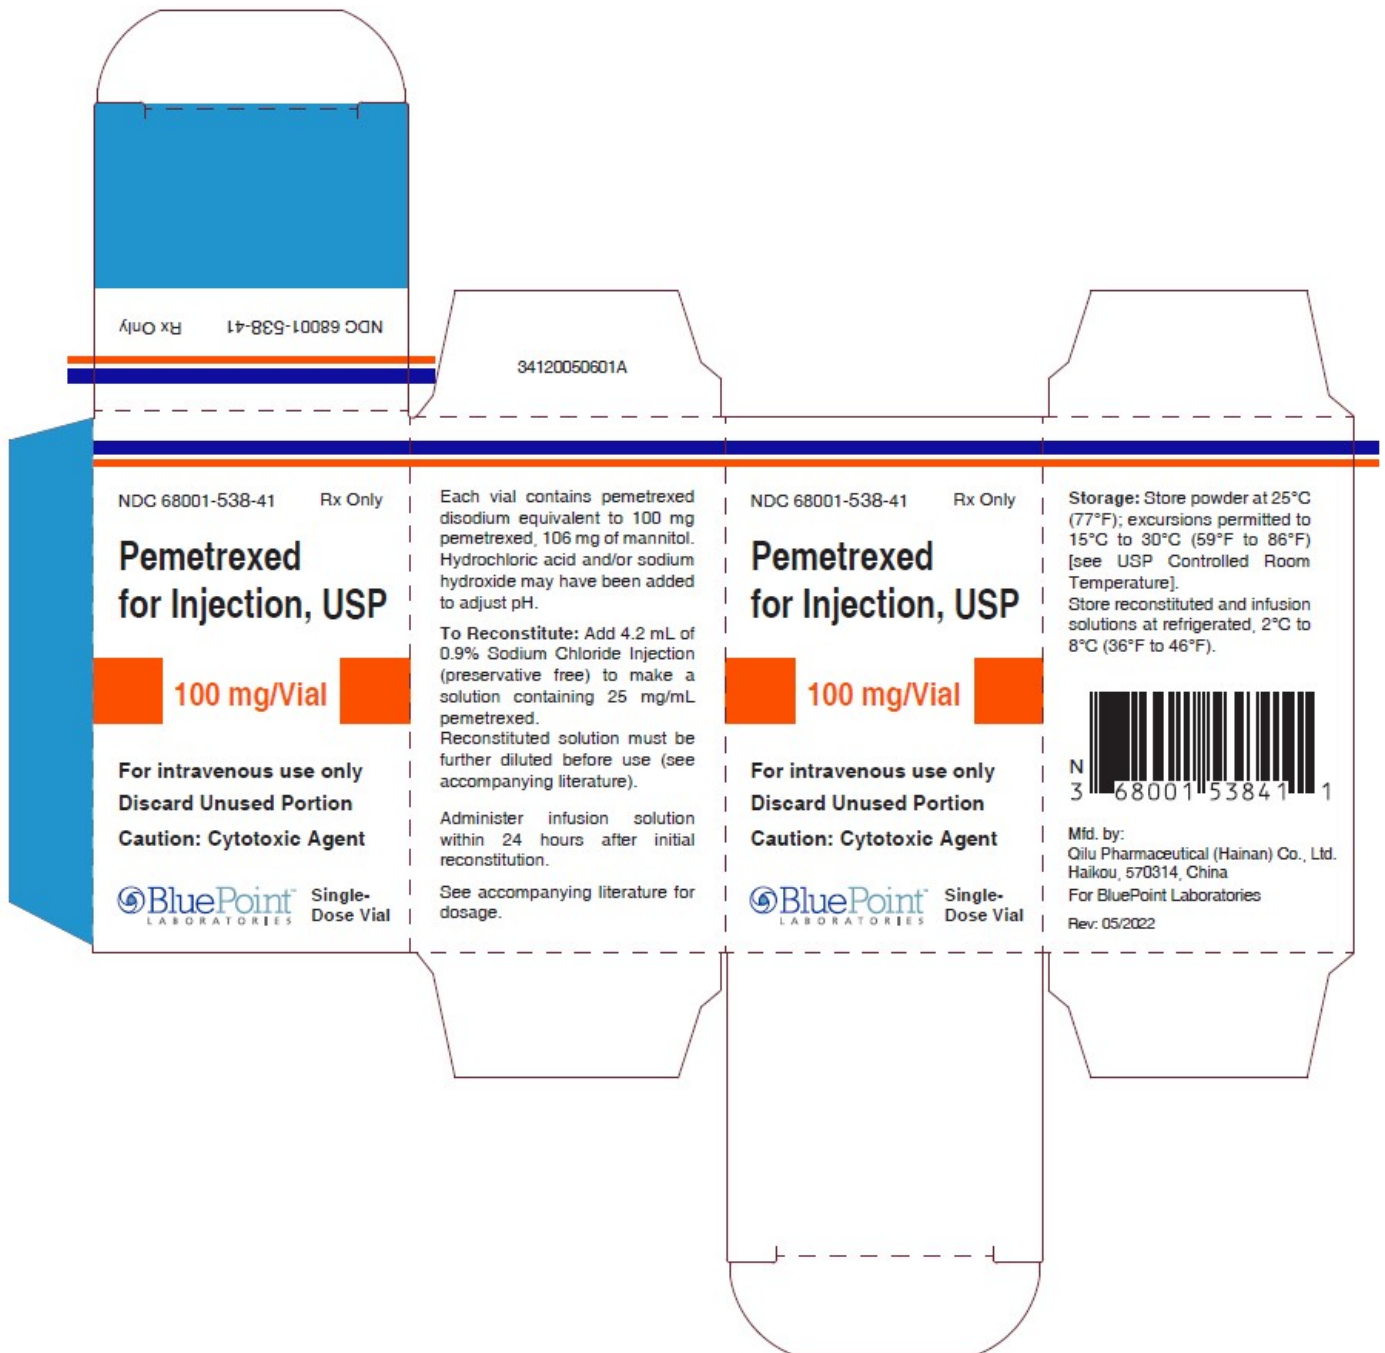 NDC 68001-538-41 Rx Only
34120050601A
NDC 68001-538-41 Rx Only
Pemetrexed
for Injection, USP
100 mg/Vial
For intravenous use only
Discard Unused Portion
Caution: Cytotoxic Agent
BluePoint™
LABORATORIES
Single-
Dose Vial
Each vial contains pemetrexed
disodium equivalent to 100 mg
pemetrexed, 106 mg of mannitol.
Hydrochloric acid and/or sodium
hydroxide may have been added
to adjust pH.
To Reconstitute: Add 4.2 mL of
0.9% Sodium Chloride Injection
(preservative free) to make a
solution containing 25 mg/mL
pemetrexed.
Reconstituted solution must be
further diluted before use (see
accompanying literature).
Administer infusion solution
within 24 hours after initial
reconstitution.
See accompanying literature for
dosage.
NDC 68001-538-41 Rx Only
Pemetrexed
for Injection, USP
100 mg/Vial
For intravenous use only
Discard Unused Portion
Caution: Cytotoxic Agent
BluePoint™
LABORATORIES
Single-
Dose Vial
Storage: Store powder at 25°C
(77°F); excursions permitted to
15°C to 30°C (59°F to 86°F)
[see USP Controlled Room
Temperature].
Store reconstituted and infusion
solutions at refrigerated, 2°C to
8°C (36°F to 46°F).
N
3 68001 53841 1
Mfd. by:
Qilu Pharmaceutical (Hainan) Co., Ltd.
Haikou, 570314, China
For BluePoint Laboratories
Rev: 05/2022